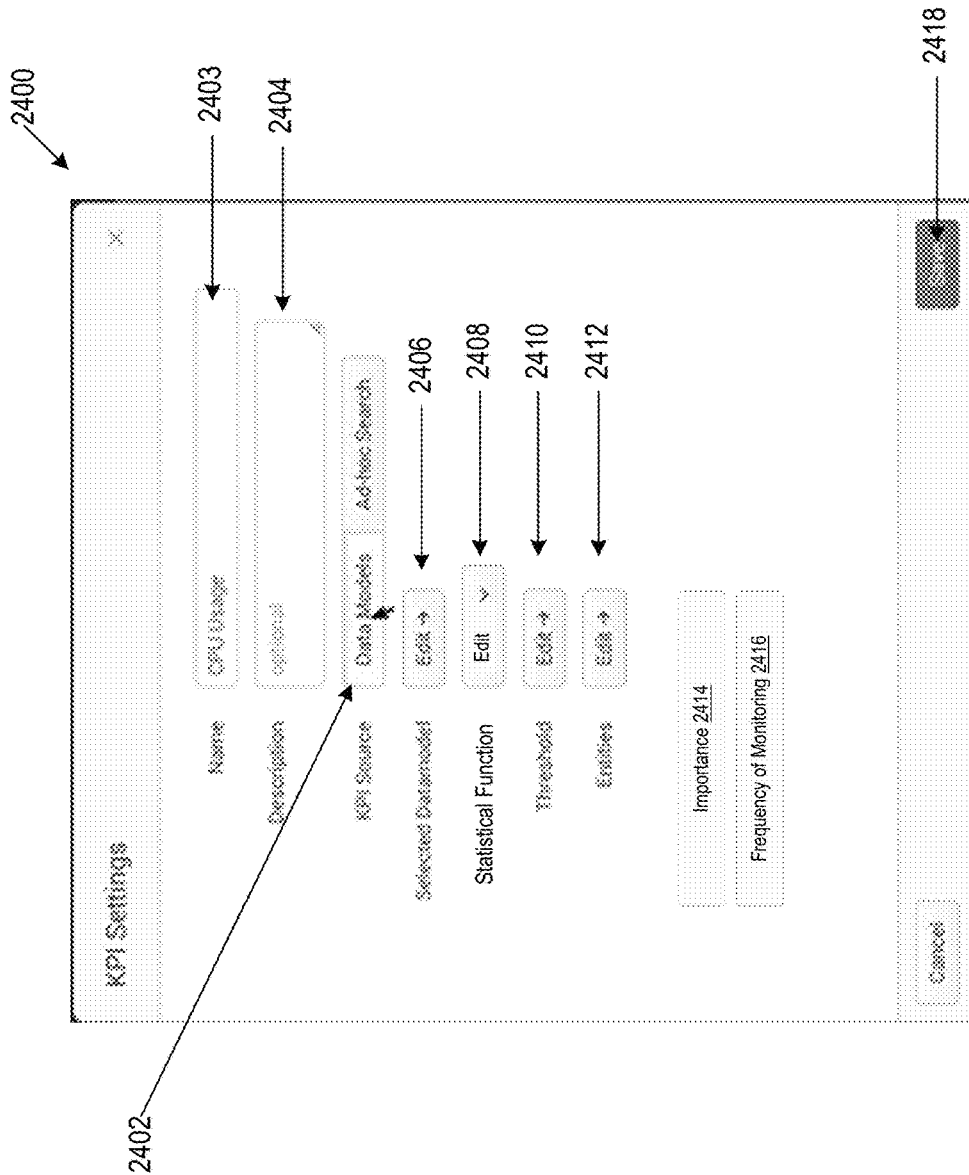 2400
KPI Settings X
Name CPU Usage 2403
Description optional 2404
2402
KPI Source Data Models Ad-hoc Search
Selected Datamodel Edit → 2406
Statistical Function Edit 2408
Threshold Edit → 2410
Entities Edit → 2412
Importance 2414
Frequency of Monitoring 2416
Cancel
2418